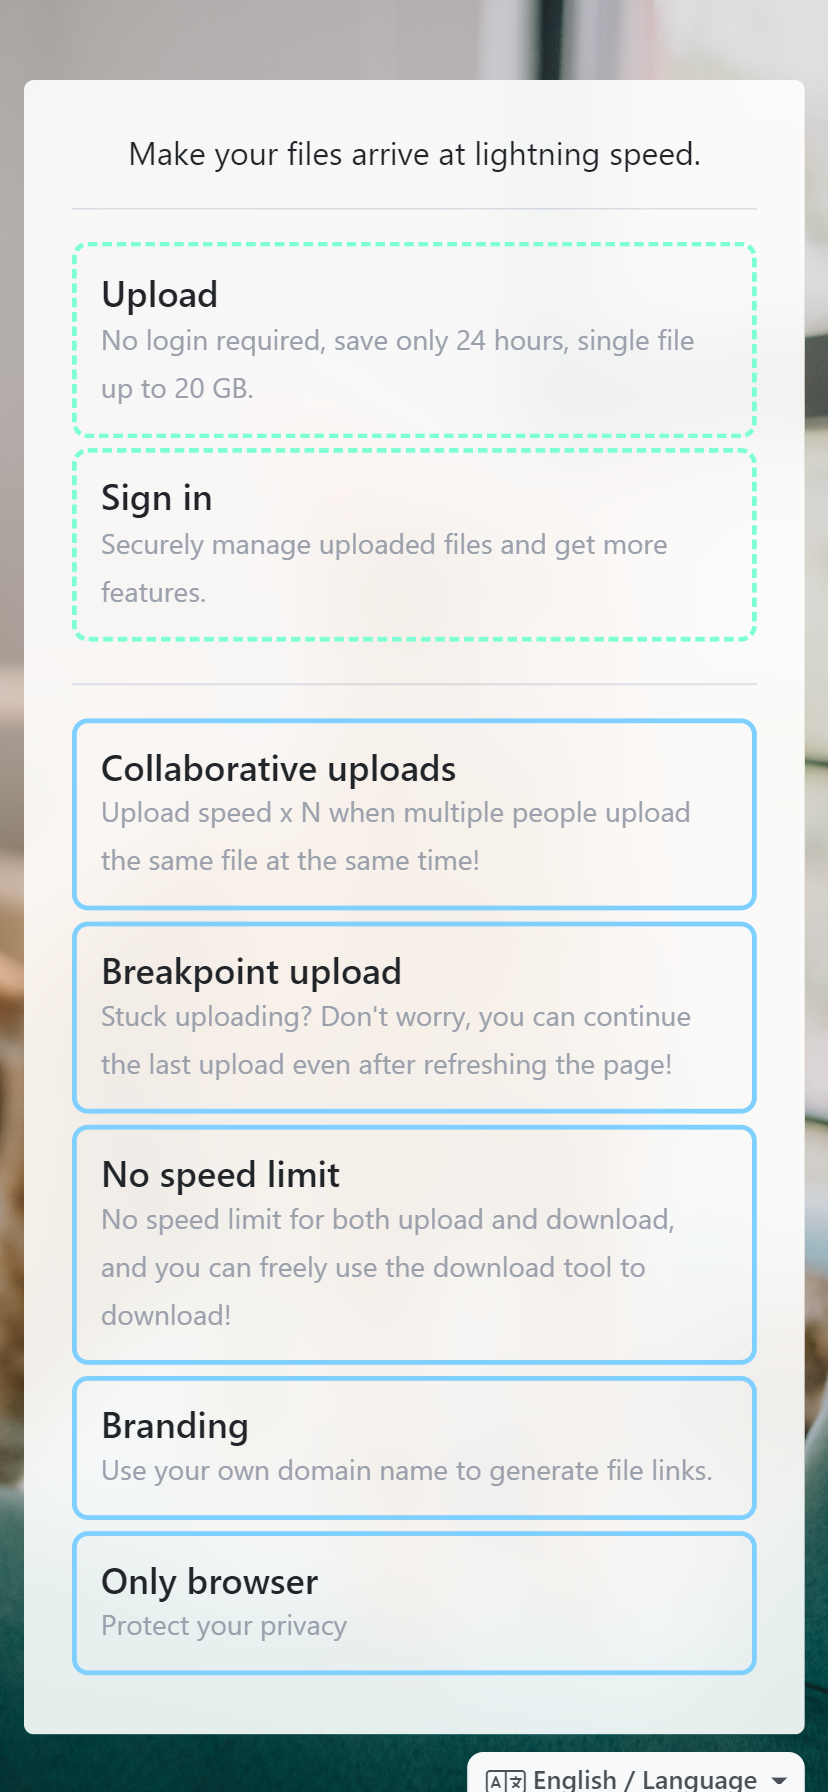 Make your files arrive at lightning speed.
Upload
No login required, save only 24 hours, single file
up to 20 GB.
Sign in
Securely manage uploaded files and get more
features.
Collaborative uploads
Upload speed x N when multiple people upload
the same file at the same time!
Breakpoint upload
Stuck uploading? Don't worry, you can continue
the last upload even after refreshing the page!
No speed limit
No speed limit for both upload and download,
and you can freely use the download tool to
download!
Branding
Use your own domain name to generate file links.
Only browser
Protect your privacy
English / Language